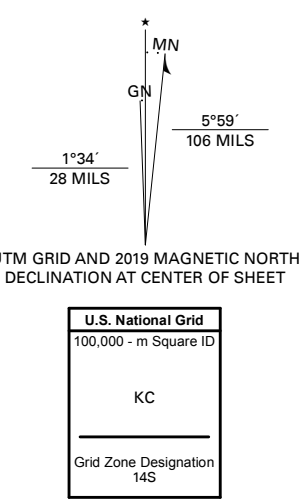 ★
MN
GN
5°59´
106 MILS
1°34´
28 MILS
UTM GRID AND 2019 MAGNETIC NORTH
DECLINATION AT CENTER OF SHEET
U.S. National Grid
100,000 - m Square ID
KC
Grid Zone Designation
14S